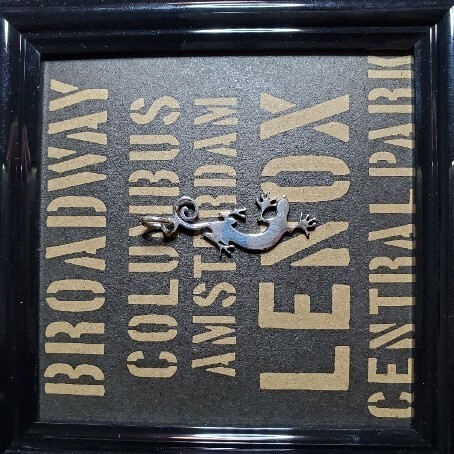 BROADWAY
COLUMBUS
AMSTERDAM
LENOX
CENTRAL PARK